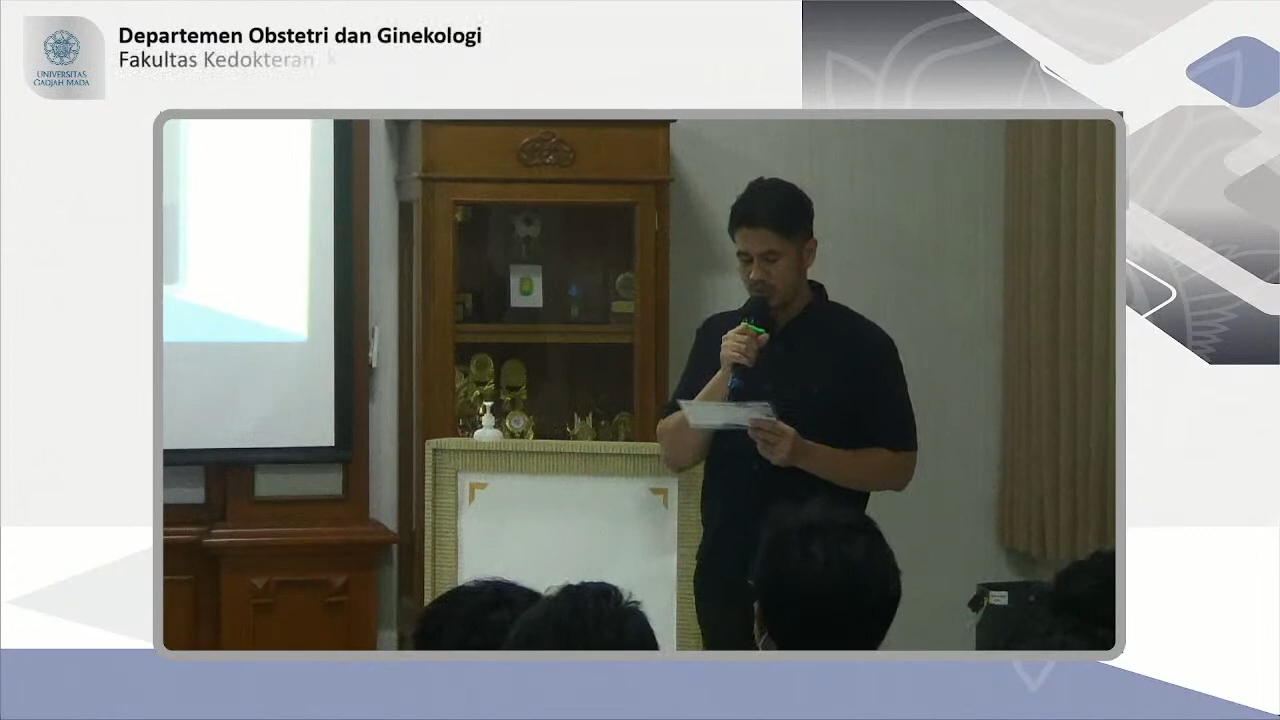 UNIVERSITAS
GADJAH MADA
Departemen Obstetri dan Ginekologi
Fakultas Kedokteran